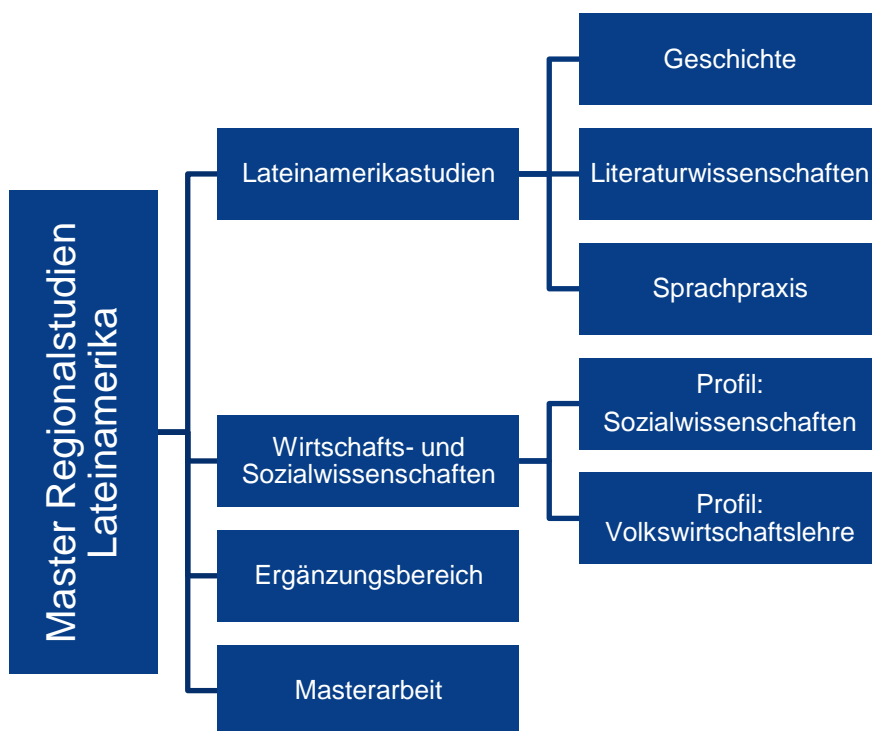 Master Regionalstudien
Lateinamerika
Lateinamerikastudien
Geschichte
Literaturwissenschaften
Sprachpraxis
Wirtschafts- und
Sozialwissenschaften
Profil:
Sozialwissenschaften
Profil:
Volkswirtschaftslehre
Ergänzungsbereich
Masterarbeit